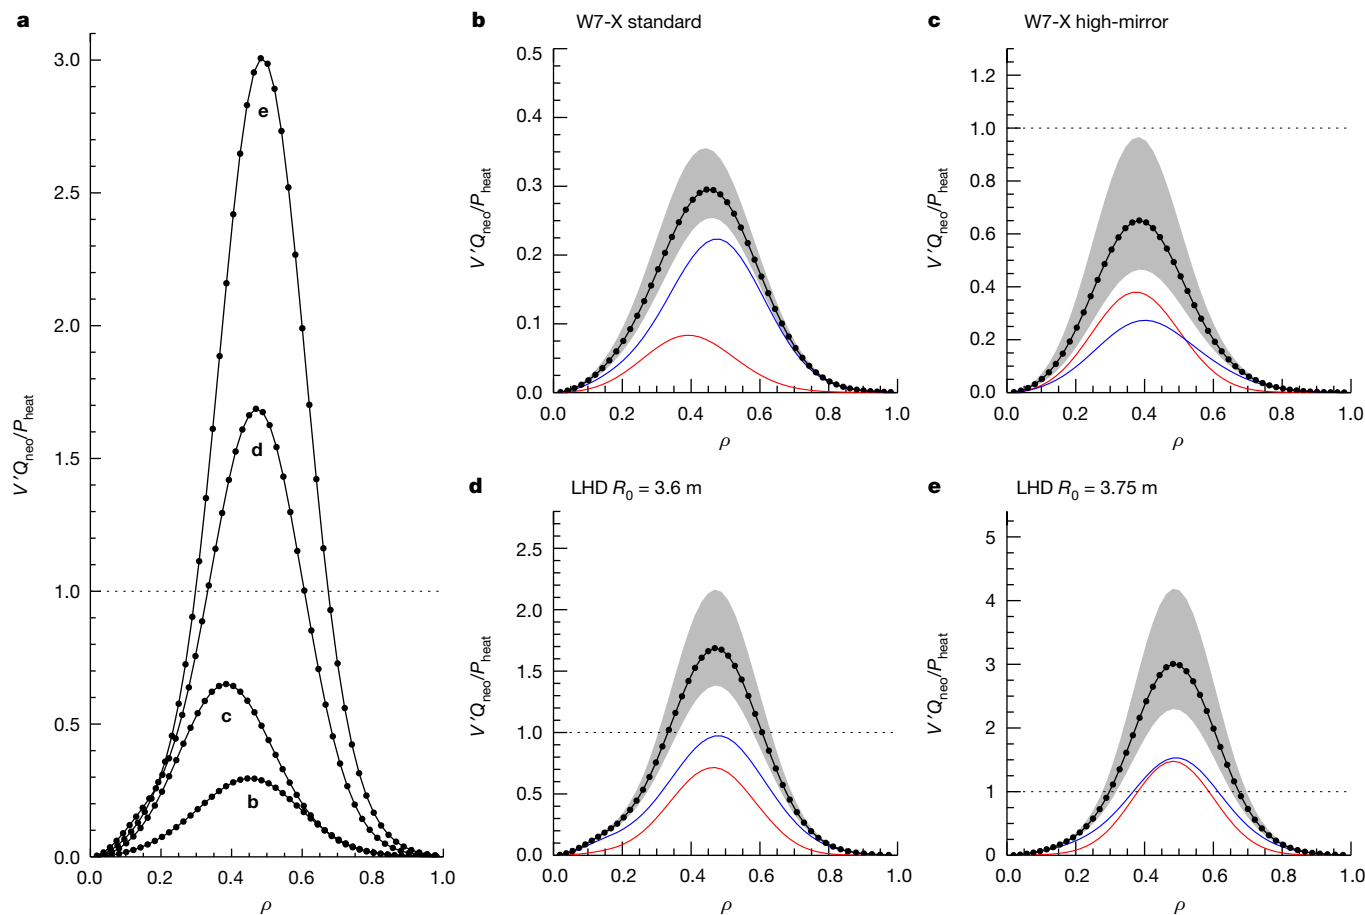 a
3.0
2.5
2.0
1.5
1.0
0.5
0.0
V′Q_neo/P_heat
e
d
c
b
0.0 0.2 0.4 0.6 0.8 1.0
ρ
b W7-X standard
0.5
0.4
0.3
0.2
0.1
0.0
V′Q_neo/P_heat
0.0 0.2 0.4 0.6 0.8 1.0
ρ
c W7-X high-mirror
1.2
1.0
0.8
0.6
0.4
0.2
0.0
V′Q_neo/P_heat
0.0 0.2 0.4 0.6 0.8 1.0
ρ
d LHD R_0 = 3.6 m
2.5
2.0
1.5
1.0
0.5
0.0
V′Q_neo/P_heat
0.0 0.2 0.4 0.6 0.8 1.0
ρ
e LHD R_0 = 3.75 m
5
4
3
2
1
0
V′Q_neo/P_heat
0.0 0.2 0.4 0.6 0.8 1.0
ρ